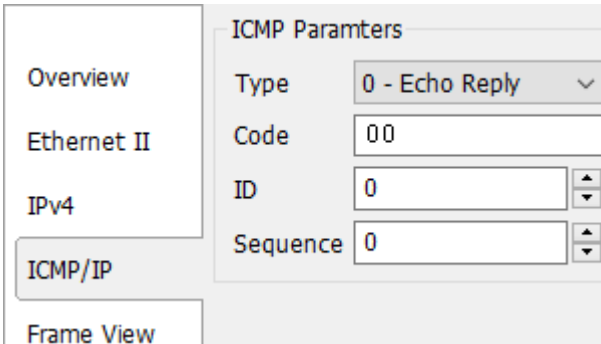 Overview
Ethernet II
IPv4
ICMP/IP
Frame View
ICMP Paramters
Type 0 - Echo Reply
Code 00
ID 0
Sequence 0